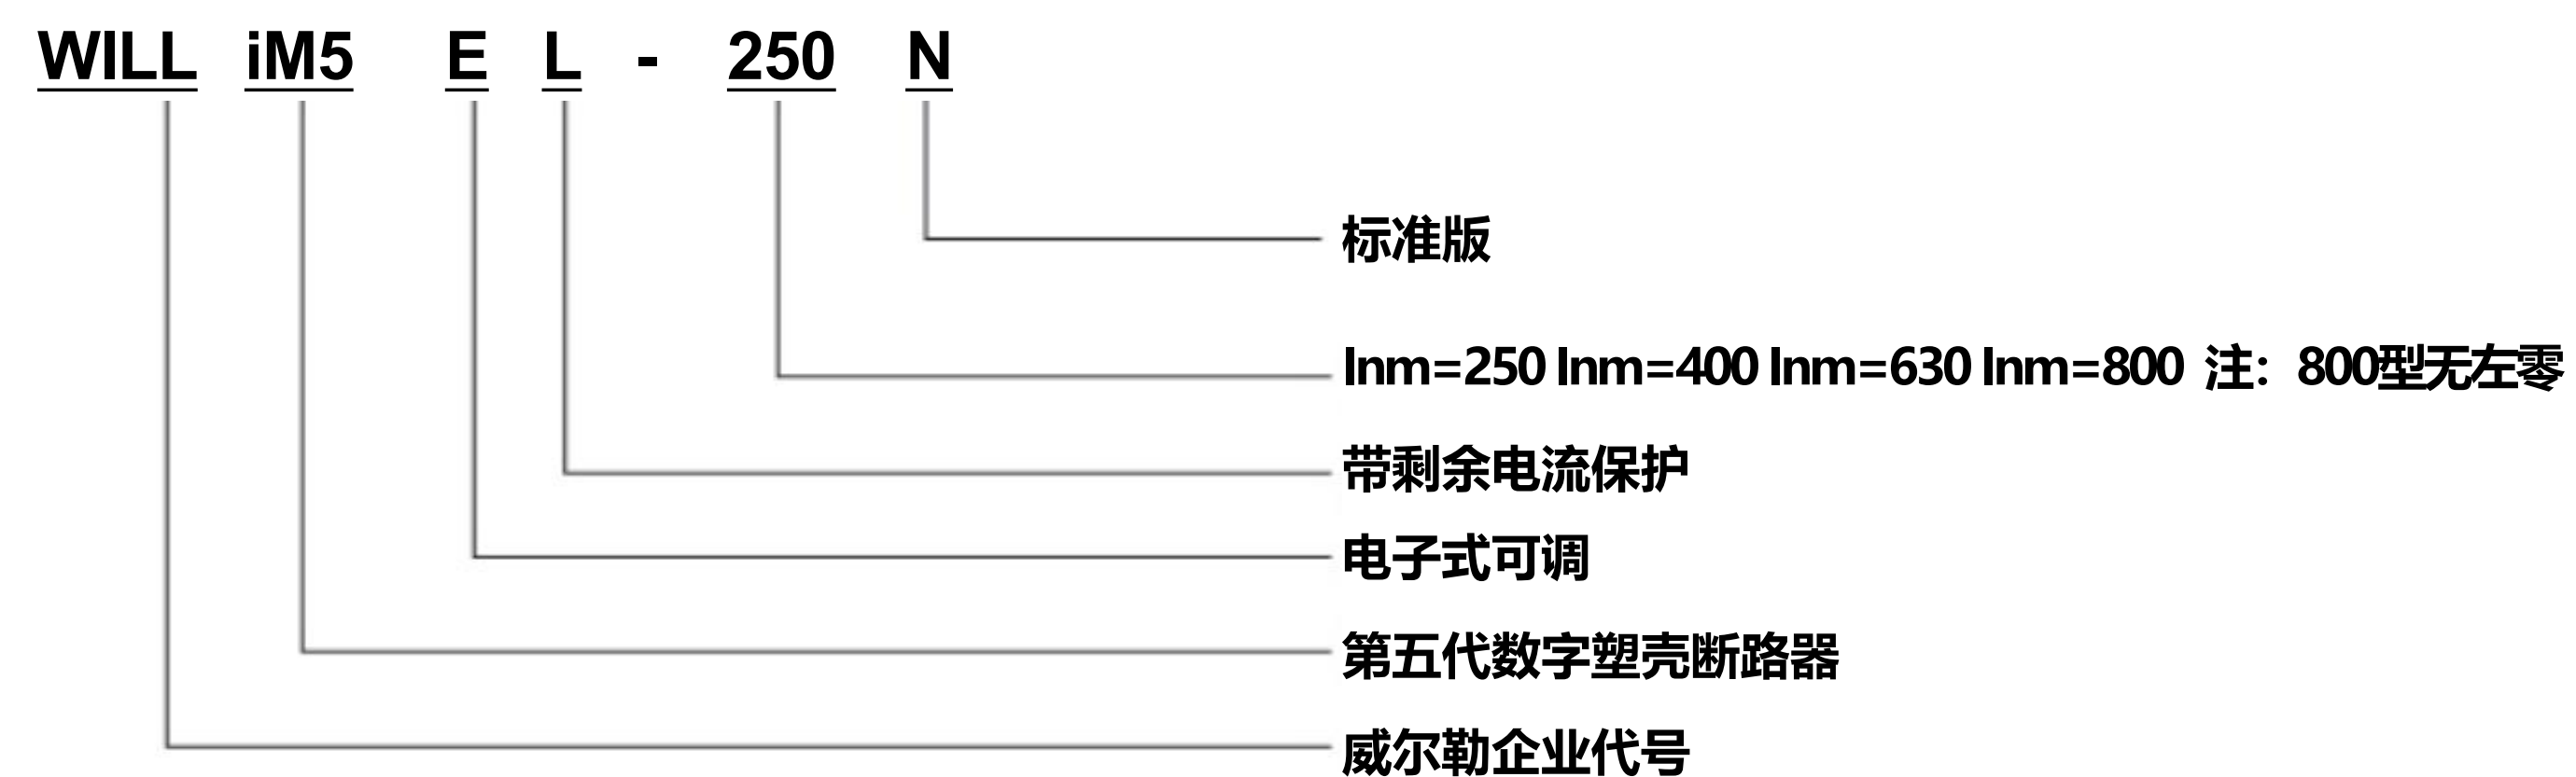 WILL iM5 E L - 250 N
标准版
Inm=250 Inm=400 Inm=630 Inm=800 注：800型无左零
带剩余电流保护
电子式可调
第五代数字塑壳断路器
威尔勒企业代号